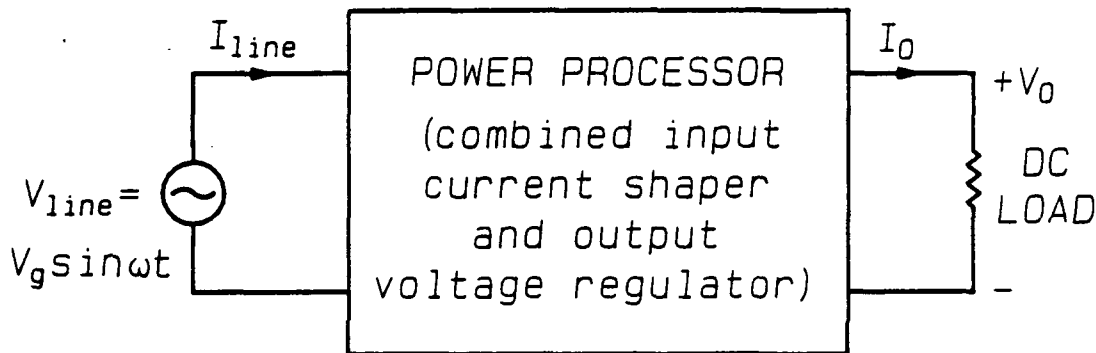 I_line
V_line=
V_g sinωt
POWER PROCESSOR
(combined input
current shaper
and output
voltage regulator)
I_0
+V_0
DC
LOAD
-